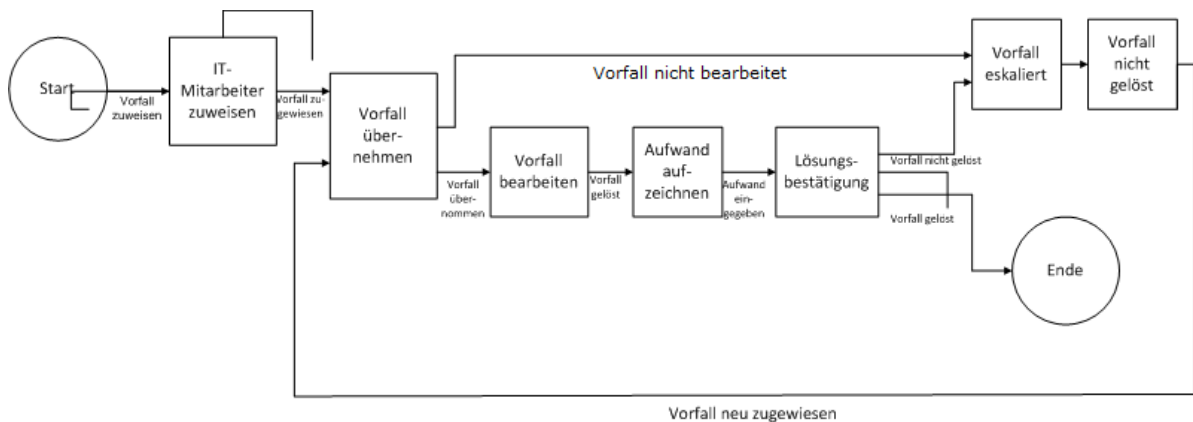 Start
Vorfall
zuweisen
IT-
Mitarbeiter
zuweisen
Vorfall zu-
gewiesen
Vorfall
über-
nehmen
Vorfall nicht bearbeitet
Vorfall
eskaliert
Vorfall
nicht
gelöst
Vorfall
über-
nommen
Vorfall
bearbeiten
Vorfall
gelöst
Aufwand
auf-
zeichnen
Aufwand
ein-
gegeben
Lösungs-
bestätigung
Vorfall nicht gelöst
Vorfall gelöst
Ende
Vorfall neu zugewiesen